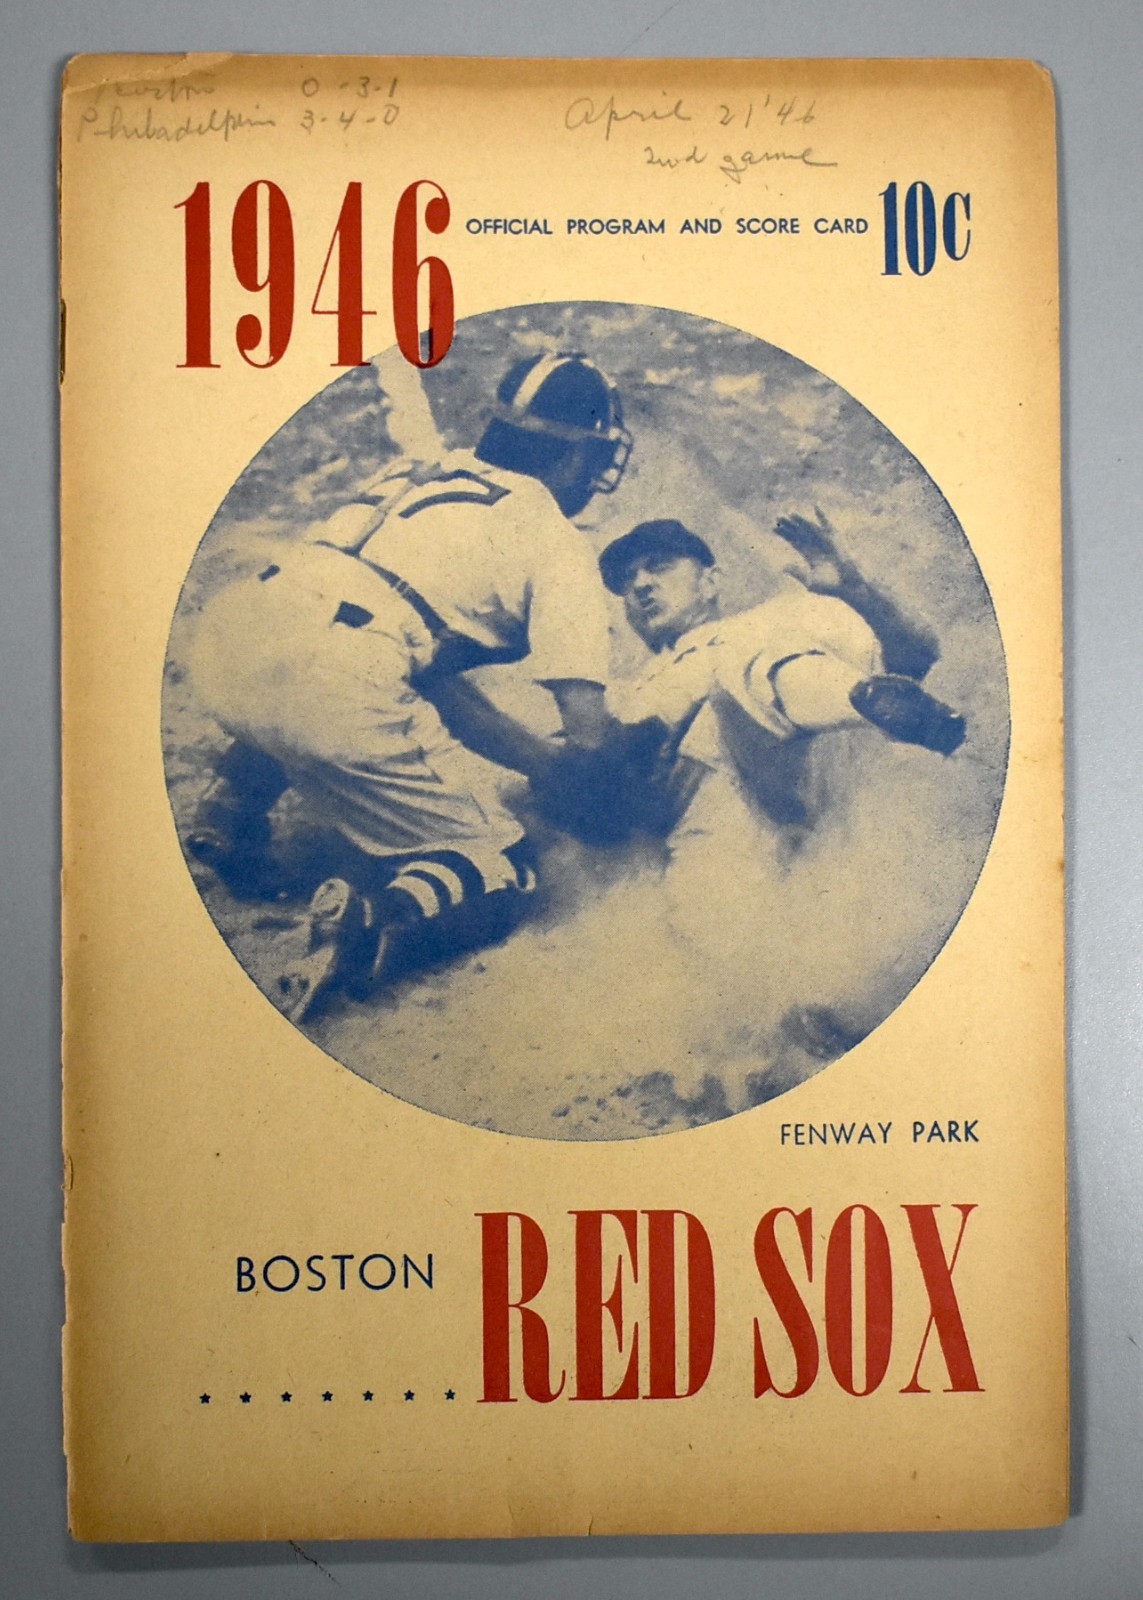 Boston 0-3-1
Philadelphia 3-4-0
April 21'46
2nd game
1946
OFFICIAL PROGRAM AND SCORE CARD
10c
FENWAY PARK
BOSTON
RED SOX